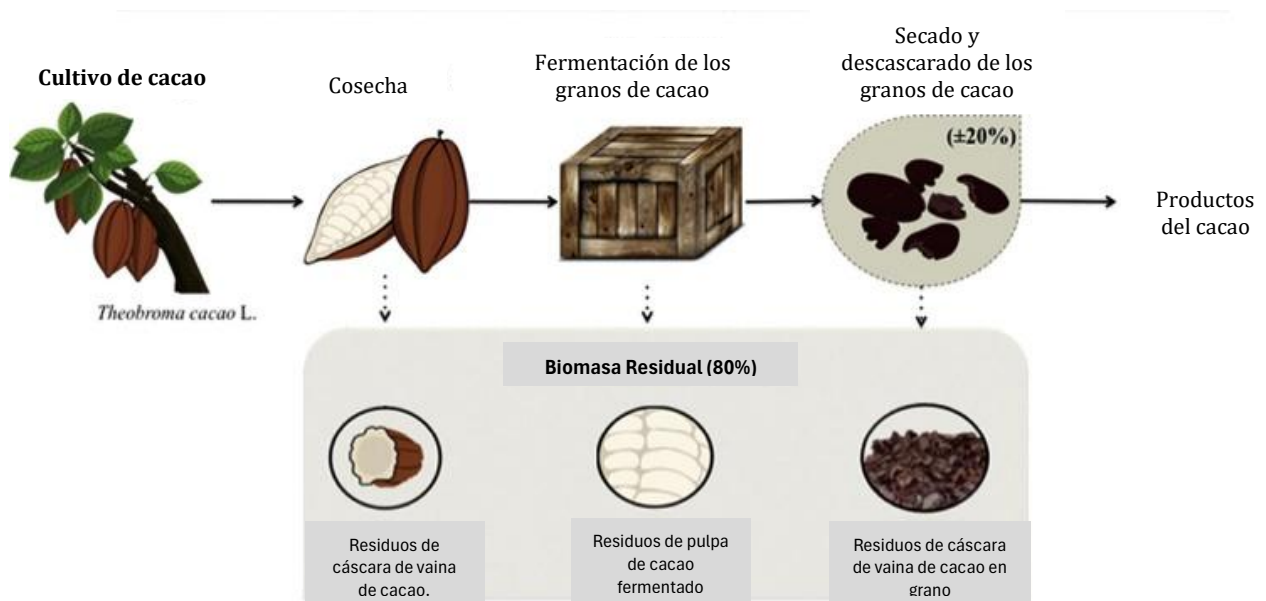 Cultivo de cacao
Cosecha
Fermentación de los
granos de cacao
Secado y
descascarado de los
granos de cacao
(±20%)
Productos
del cacao
Theobroma cacao L.
Biomasa Residual (80%)
Residuos de
cáscara de vaina
de cacao.
Residuos de pulpa
de cacao
fermentado
Residuos de cáscara
de vaina de cacao en
grano